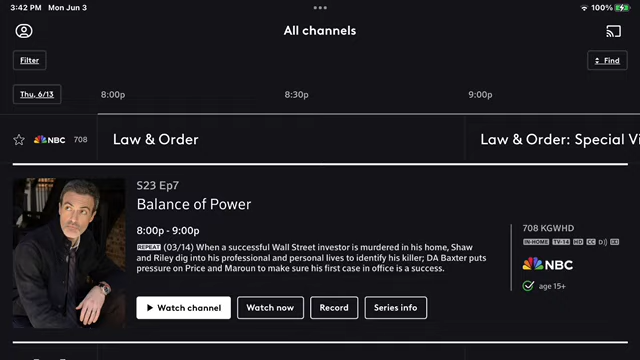 3:42 PM Mon Jun 3
100%
All channels
Filter
Find
Thu, 6/13
8:00p
8:30p
9:00p
NBC 708
Law & Order
Law & Order: Special Vi
S23 Ep7
Balance of Power
8:00p - 9:00p
REPEAT (03/14) When a successful Wall Street investor is murdered in his home, Shaw
and Riley dig into his professional and personal lives to identify his killer; DA Baxter puts
pressure on Price and Maroun to make sure his first case in office is a success.
708 KGWHD
IN-HOME TV-14 HD CC
NBC
age 15+
Watch channel
Watch now
Record
Series info